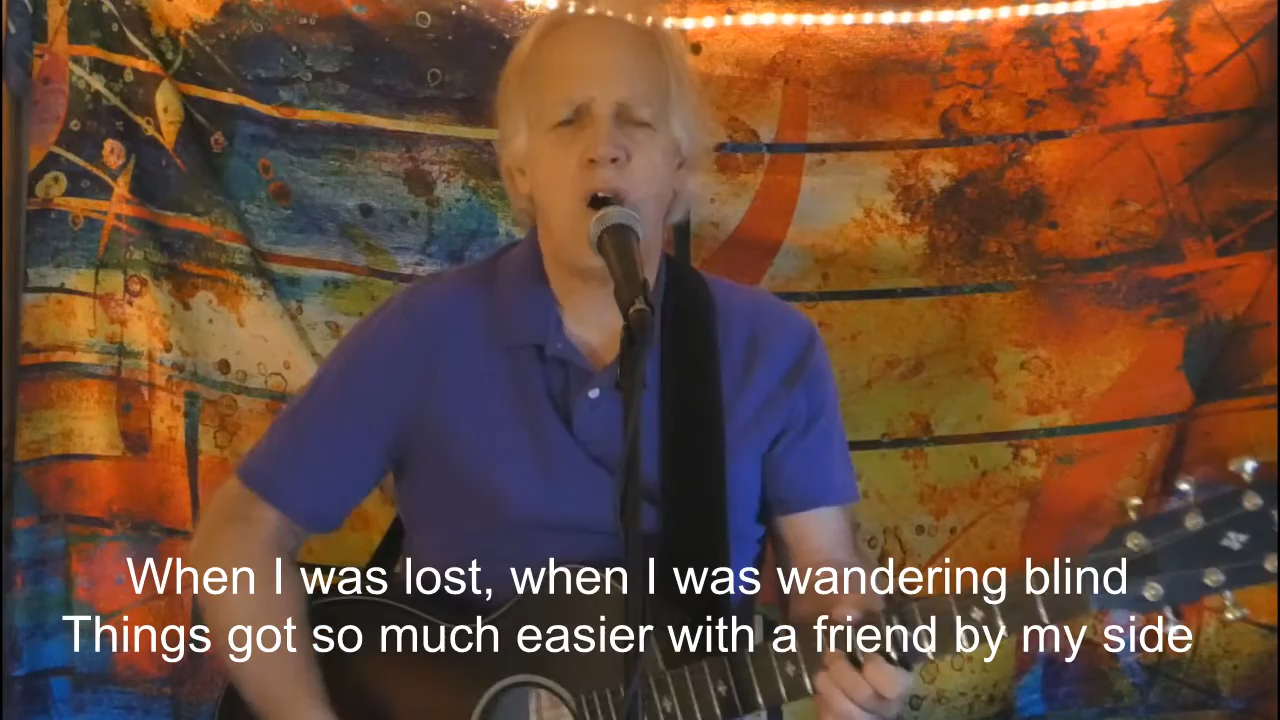 When I was lost, when I was wandering blind
Things got so much easier with a friend by my side